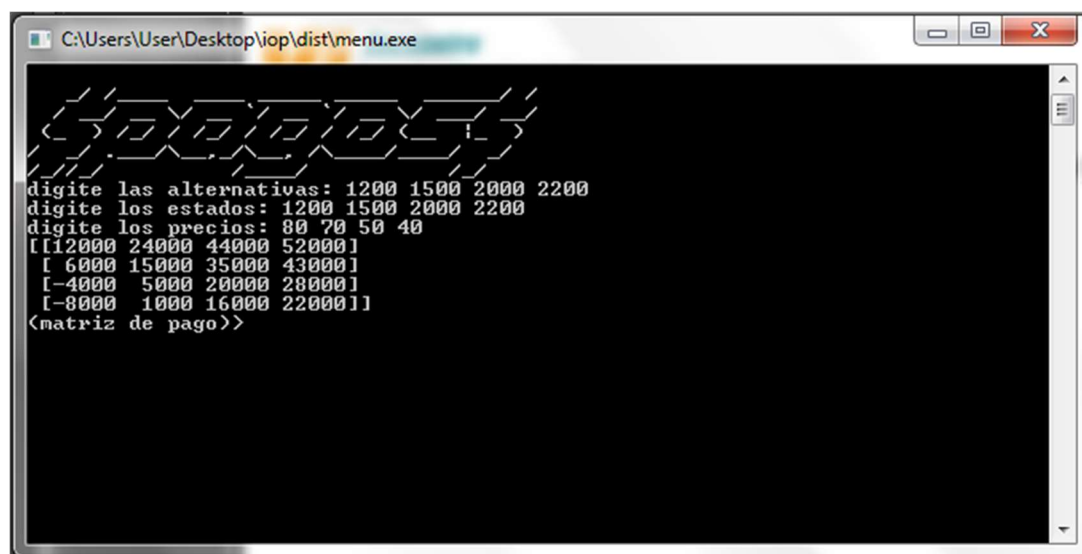 C:\Users\User\Desktop\iop\dist\menu.exe
$pagos$
digite las alternativas: 1200 1500 2000 2200
digite los estados: 1200 1500 2000 2200
digite los precios: 80 70 50 40
[[12000 24000 44000 52000]
[ 6000 15000 35000 43000]
[-4000 5000 20000 28000]
[-8000 1000 16000 22000]]
(matriz de pago)>